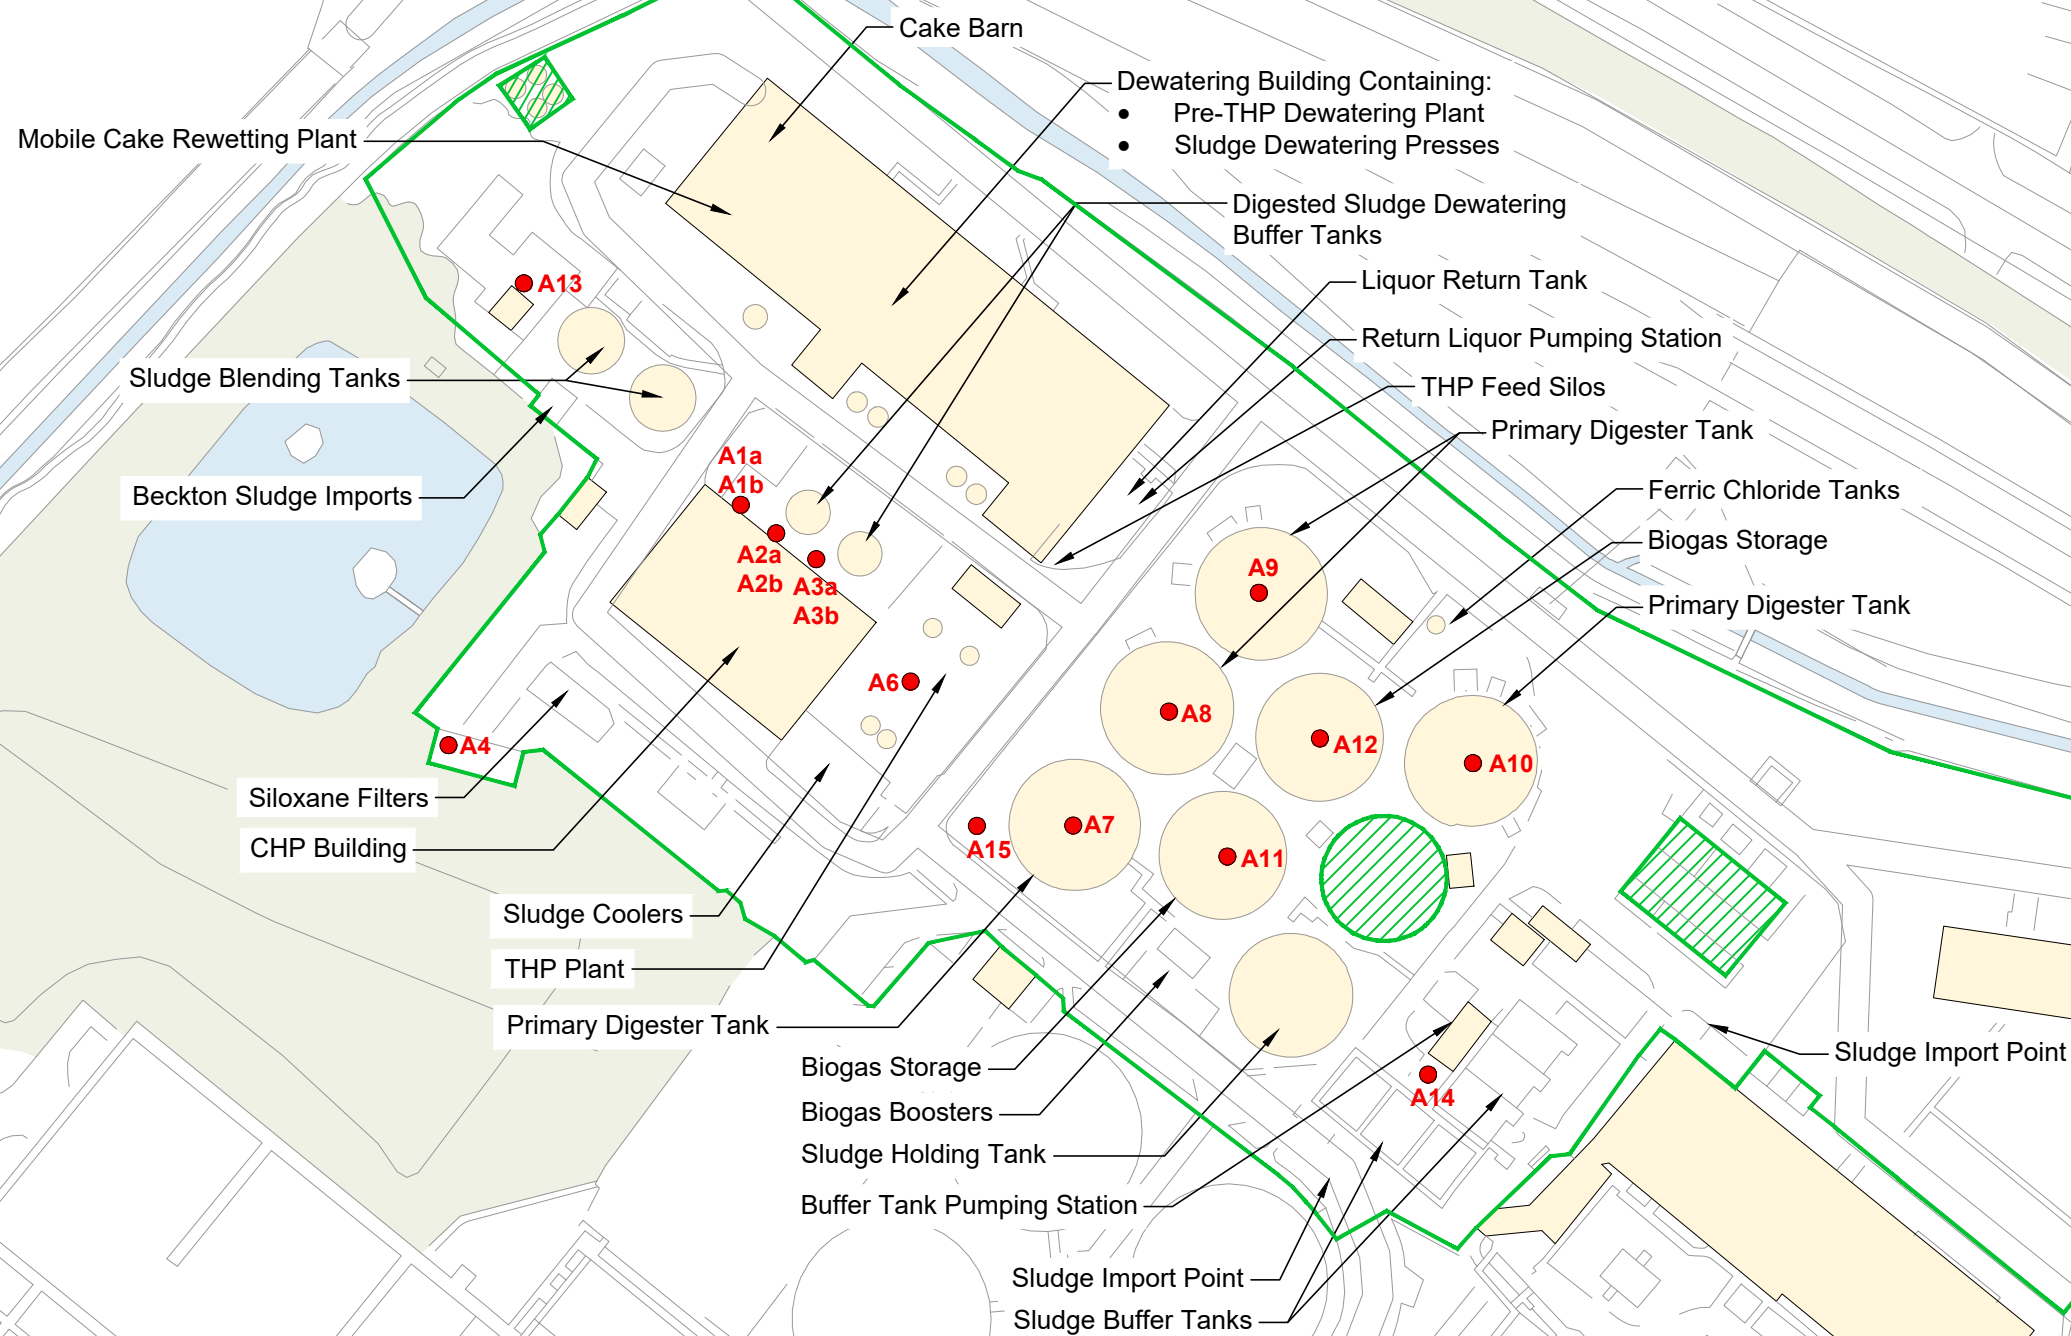 Cake Barn
Dewatering Building Containing:
• Pre-THP Dewatering Plant
• Sludge Dewatering Presses
Mobile Cake Rewetting Plant
Digested Sludge Dewatering
Buffer Tanks
Liquor Return Tank
A13
Return Liquor Pumping Station
Sludge Blending Tanks
THP Feed Silos
Primary Digester Tank
A1a
A1b
Beckton Sludge Imports
Ferric Chloride Tanks
Biogas Storage
A2a
A2b
A3a
A3b
A9
Primary Digester Tank
A6
A8
A12
A10
A4
Siloxane Filters
CHP Building
A7
A15
A11
Sludge Coolers
THP Plant
Primary Digester Tank
Biogas Storage
Sludge Import Point
Biogas Boosters
A14
Sludge Holding Tank
Buffer Tank Pumping Station
Sludge Import Point
Sludge Buffer Tanks